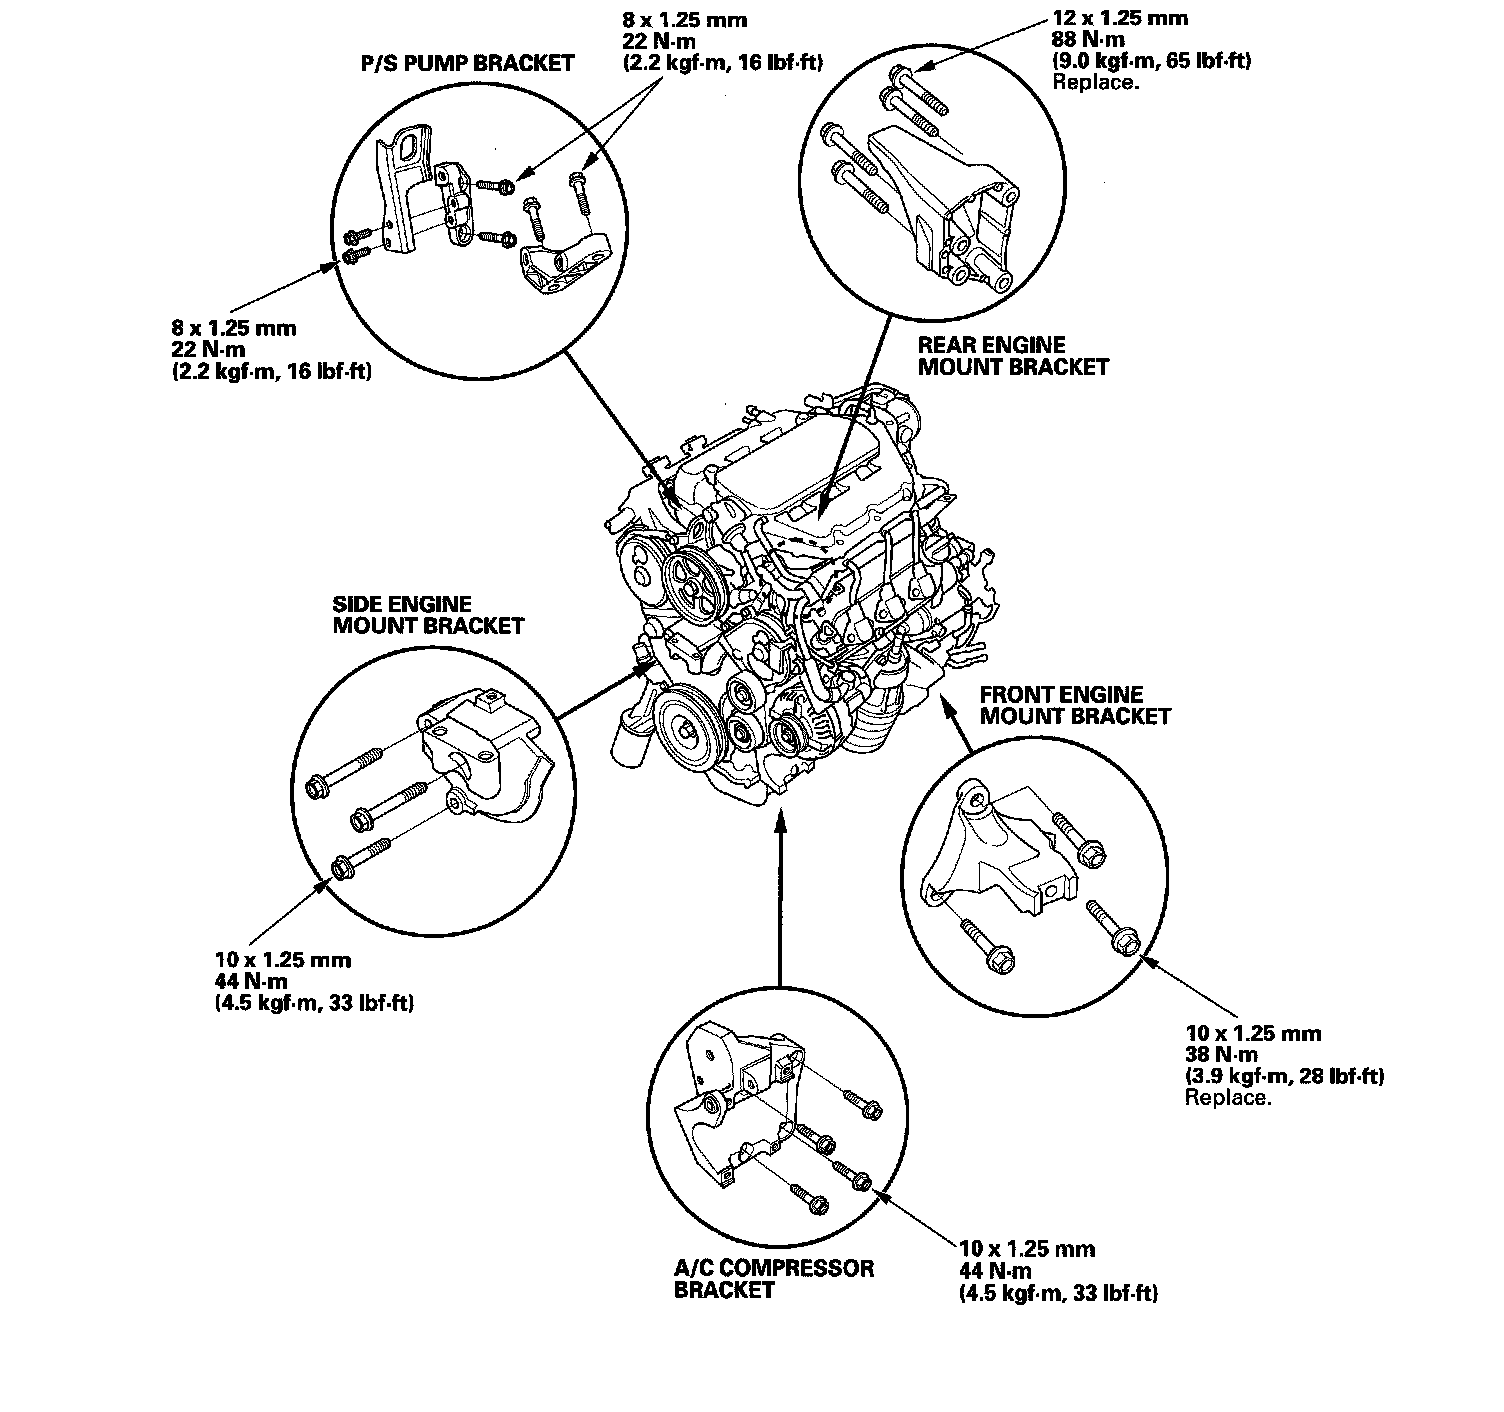 8 x 1.25 mm
22 N·m
(2.2 kgf·m, 16 lbf·ft)
12 x 1.25 mm
88 N·m
(9.0 kgf·m, 65 lbf·ft)
Replace.
P/S PUMP BRACKET
8 x 1.25 mm
22 N·m
(2.2 kgf·m, 16 lbf·ft)
REAR ENGINE
MOUNT BRACKET
SIDE ENGINE
MOUNT BRACKET
FRONT ENGINE
MOUNT BRACKET
10 x 1.25 mm
44 N·m
(4.5 kgf·m, 33 lbf·ft)
10 x 1.25 mm
38 N·m
(3.9 kgf·m, 28 lbf·ft)
Replace.
A/C COMPRESSOR
BRACKET
10 x 1.25 mm
44 N·m
(4.5 kgf·m, 33 lbf·ft)